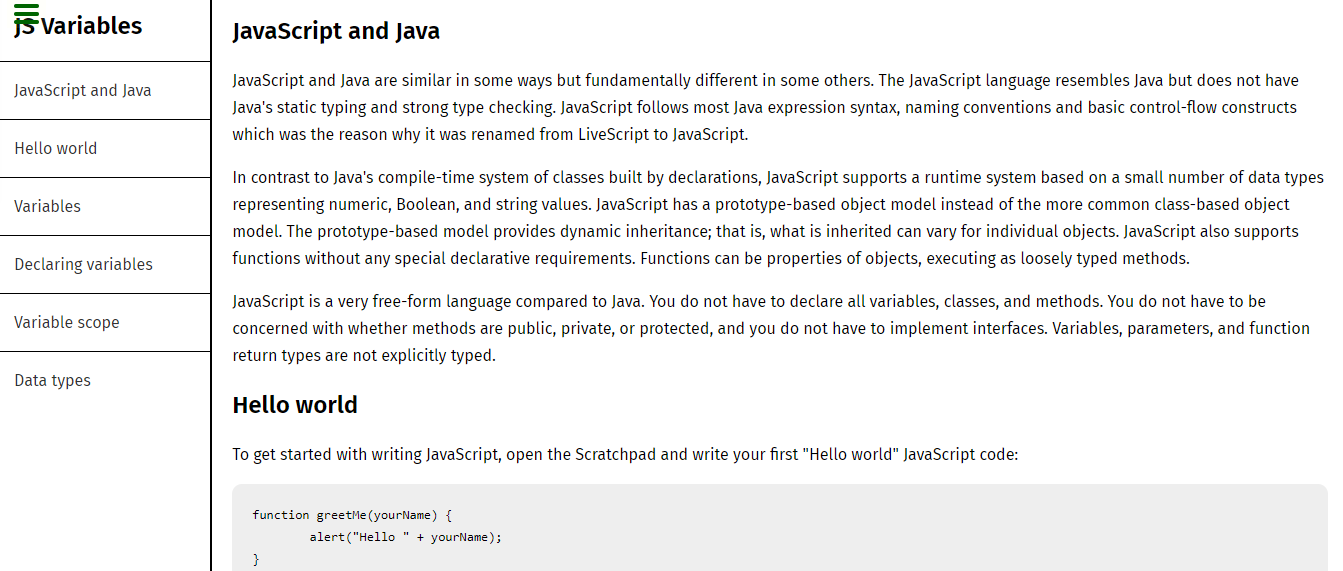 JS Variables
JavaScript and Java
Hello world
Variables
Declaring variables
Variable scope
Data types
JavaScript and Java
JavaScript and Java are similar in some ways but fundamentally different in some others. The JavaScript language resembles Java but does not have
Java's static typing and strong type checking. JavaScript follows most Java expression syntax, naming conventions and basic control-flow constructs
which was the reason why it was renamed from LiveScript to JavaScript.
In contrast to Java's compile-time system of classes built by declarations, JavaScript supports a runtime system based on a small number of data types
representing numeric, Boolean, and string values. JavaScript has a prototype-based object model instead of the more common class-based object
model. The prototype-based model provides dynamic inheritance; that is, what is inherited can vary for individual objects. JavaScript also supports
functions without any special declarative requirements. Functions can be properties of objects, executing as loosely typed methods.
JavaScript is a very free-form language compared to Java. You do not have to declare all variables, classes, and methods. You do not have to be
concerned with whether methods are public, private, or protected, and you do not have to implement interfaces. Variables, parameters, and function
return types are not explicitly typed.
Hello world
To get started with writing JavaScript, open the Scratchpad and write your first "Hello world" JavaScript code:
function greetMe(yourName) {
alert("Hello " + yourName);
}